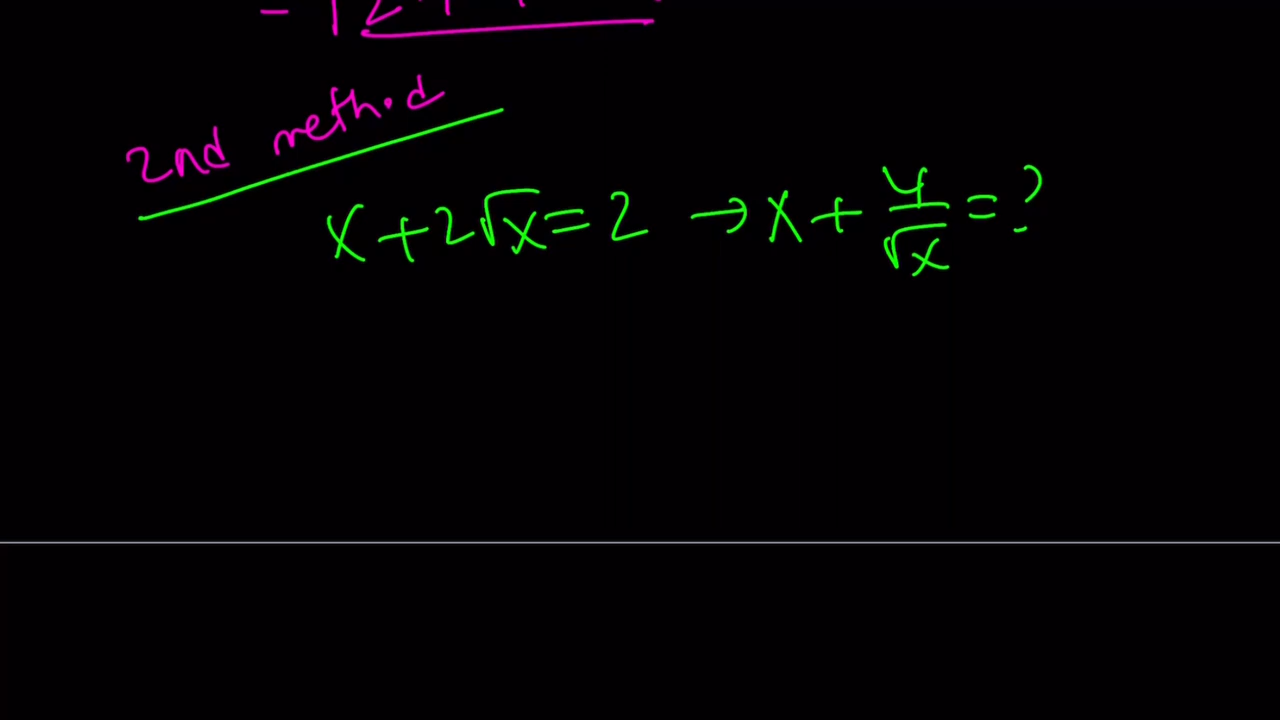 2nd method
x+2√x=2 → x+4/√x=?